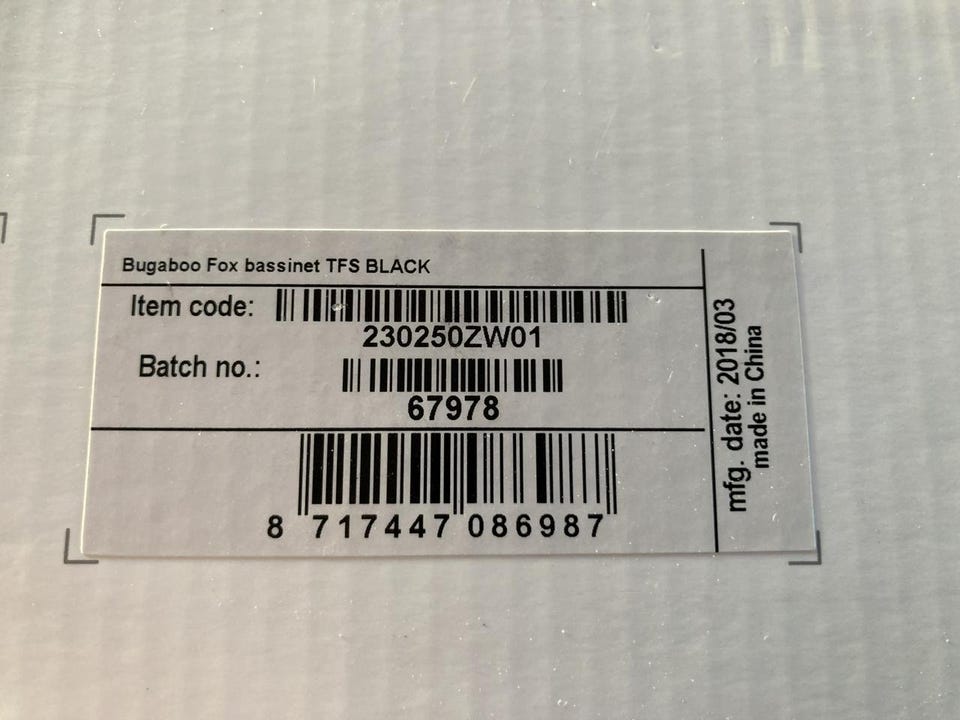 Bugaboo Fox bassinet TFS BLACK
Item code:
230250ZW01
Batch no.:
67978
8 717447 086987
mfg. date: 2018/03
made in China